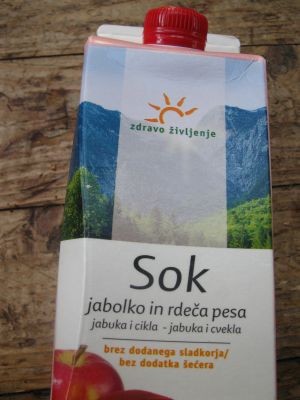 zdravo življenje
Sok
jabolko in rdeča pesa
jabuka i cikla - jabuka i cvekla
brez dodanega sladkorja/
bez dodatka šećera